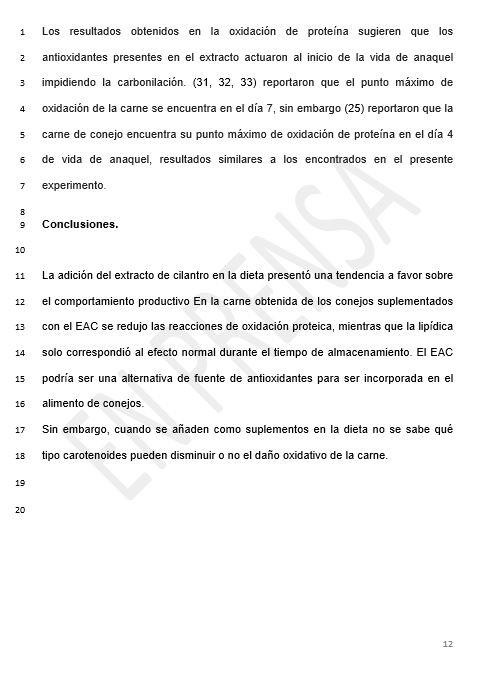 1 Los resultados obtenidos en la oxidación de proteína sugieren que los
2 antioxidantes presentes en el extracto actuaron al inicio de la vida de anaquel
3 impidiendo la carbonilación. (31, 32, 33) reportaron que el punto máximo de
4 oxidación de la carne se encuentra en el día 7, sin embargo (25) reportaron que la
5 carne de conejo encuentra su punto máximo de oxidación de proteína en el día 4
6 de vida de anaquel, resultados similares a los encontrados en el presente
7 experimento.
8
9 Conclusiones.
10
11 La adición del extracto de cilantro en la dieta presentó una tendencia a favor sobre
12 el comportamiento productivo En la carne obtenida de los conejos suplementados
13 con el EAC se redujo las reacciones de oxidación proteica, mientras que la lipídica
14 solo correspondió al efecto normal durante el tiempo de almacenamiento. El EAC
15 podría ser una alternativa de fuente de antioxidantes para ser incorporada en el
16 alimento de conejos.
17 Sin embargo, cuando se añaden como suplementos en la dieta no se sabe qué
18 tipo carotenoides pueden disminuir o no el daño oxidativo de la carne.
19
20
EN PRENSA
12